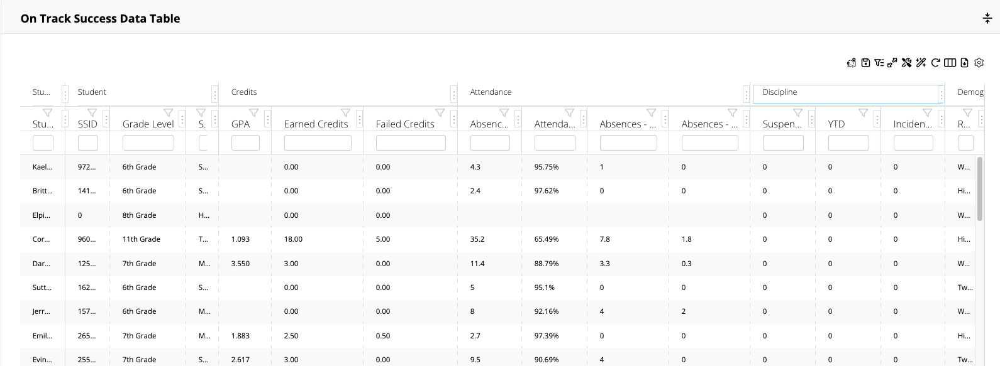 On Track Success Data Table
Stu... Student Credits Attendance Discipline Demog
Stu... SSID Grade Level S. GPA Earned Credits Failed Credits Absenc... Attenda... Absences - ... Absences - ... Suspen... YTD Inciden... R...
Kael... 972... 6th Grade S... 0.00 0.00 4.3 95.75% 1 0 0 0 0 W...
Britt... 141... 6th Grade S... 0.00 0.00 2.4 97.62% 0 0 0 0 0 Hi...
Elpi... 0 8th Grade H... 0.00 0.00 0 0 0 W...
Cor... 960... 11th Grade T... 1.093 18.00 5.00 35.2 65.49% 7.8 1.8 0 0 0 Hi...
Dar... 125... 7th Grade M... 3.550 3.00 0.00 11.4 88.79% 3.3 0.3 0 0 0 W...
Sutt... 162... 6th Grade S... 0.00 0.00 5 95.1% 0 0 0 0 0 Tw...
Jerr... 157... 6th Grade M... 0.00 0.00 8 92.16% 4 2 0 0 0 W...
Emil... 265... 7th Grade M... 1.883 2.50 0.50 2.7 97.39% 0 0 0 0 0 Hi...
Evin... 255... 7th Grade S... 2.617 3.00 0.00 9.5 90.69% 4 0 0 0 0 Tw...